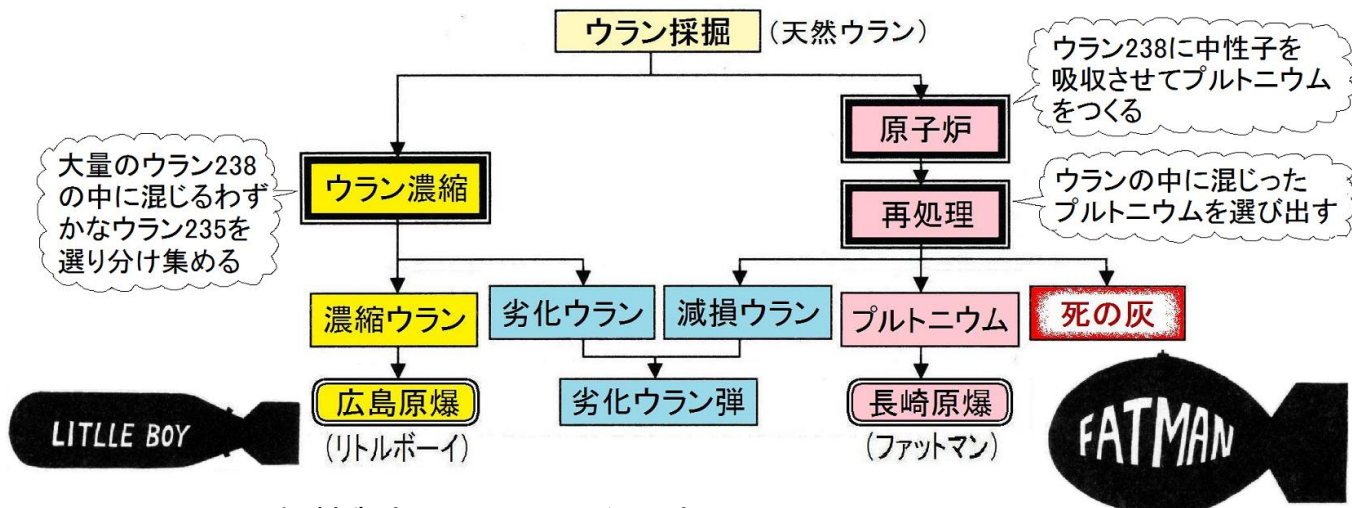 ウラン採掘 (天然ウラン)
ウラン238に中性子を
吸収させてプルトニウム
をつくる
原子炉
大量のウラン238
の中に混じるわず
かなウラン235を
選り分け集める
ウラン濃縮
ウランの中に混じった
プルトニウムを選び出す
再処理
濃縮ウラン
劣化ウラン
減損ウラン
プルトニウム
死の灰
LITLLE BOY
広島原爆
(リトルボーイ)
劣化ウラン弾
長崎原爆
(ファットマン)
FATMAN